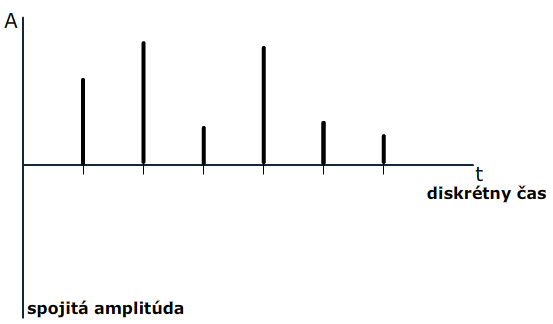 A
t
diskrétny čas
spojitá amplitúda